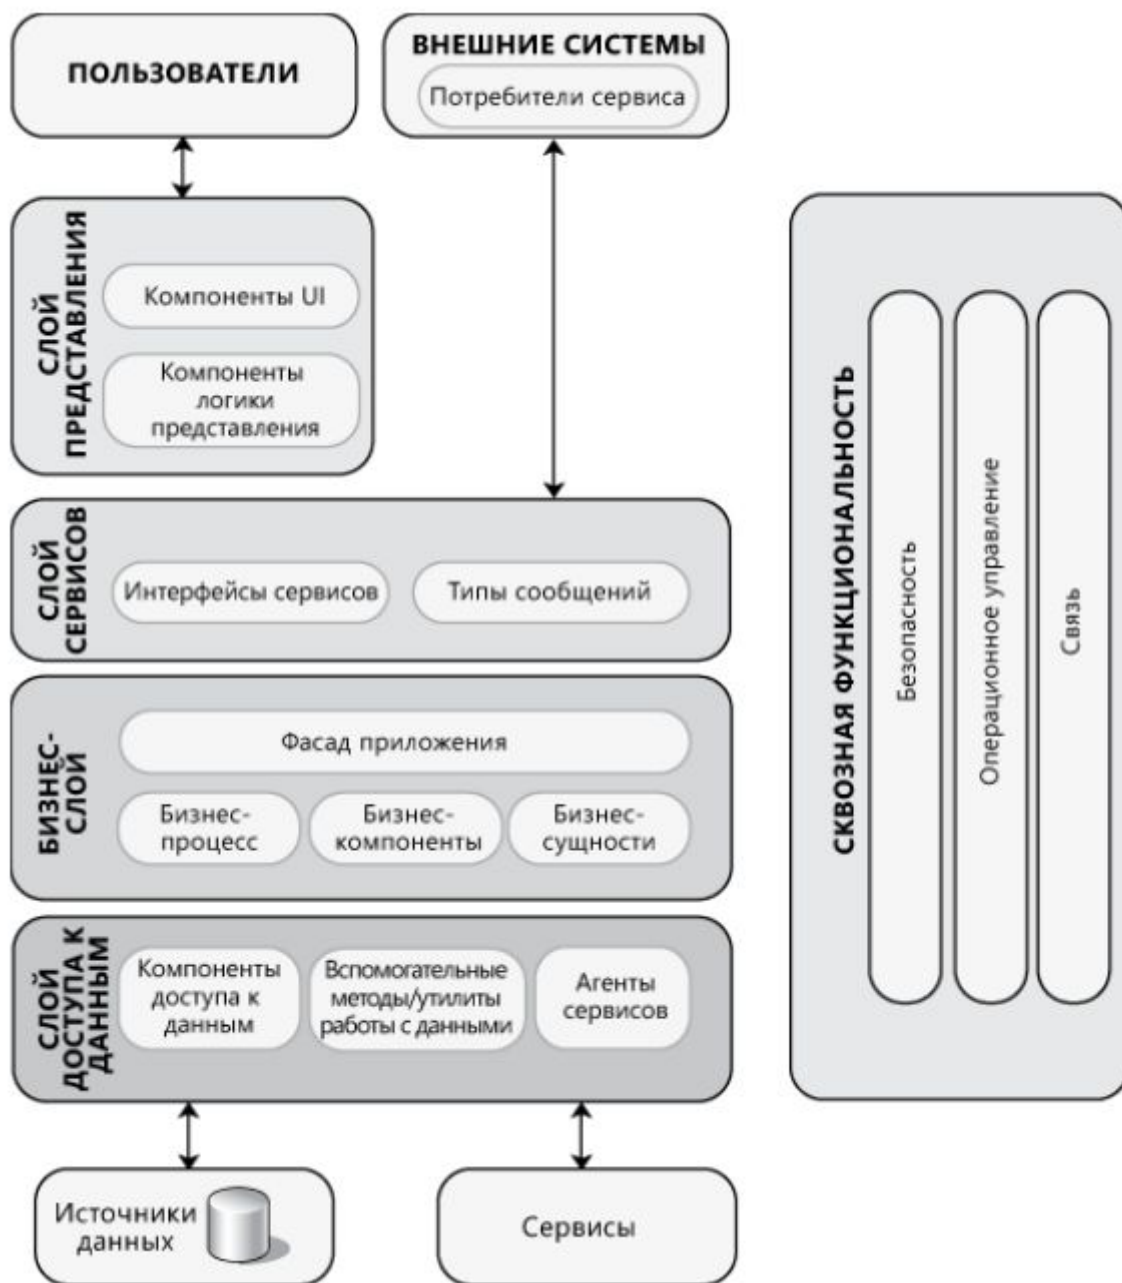 ПОЛЬЗОВАТЕЛИ
ВНЕШНИЕ СИСТЕМЫ
Потребители сервиса
СЛОЙ
ПРЕДСТАВЛЕНИЯ
Компоненты UI
Компоненты
логики
представления
СЛОЙ
СЕРВИСОВ
Интерфейсы сервисов
Типы сообщений
БИЗНЕС-
СЛОЙ
Фасад приложения
Бизнес-
процесс
Бизнес-
компоненты
Бизнес-
сущности
СЛОЙ
ДОСТУПА К
ДАННЫМ
Компоненты
доступа к
данным
Вспомогательные
методы/утилиты
работы с данными
Агенты
сервисов
Источники
данных
Сервисы
СКВОЗНАЯ ФУНКЦИОНАЛЬНОСТЬ
Безопасность
Операционное управление
Связь